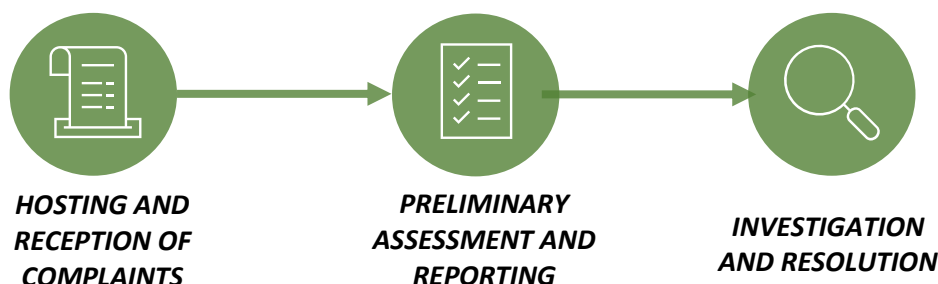 HOSTING AND
RECEPTION OF
COMPLAINTS
PRELIMINARY
ASSESSMENT AND
REPORTING
INVESTIGATION
AND RESOLUTION